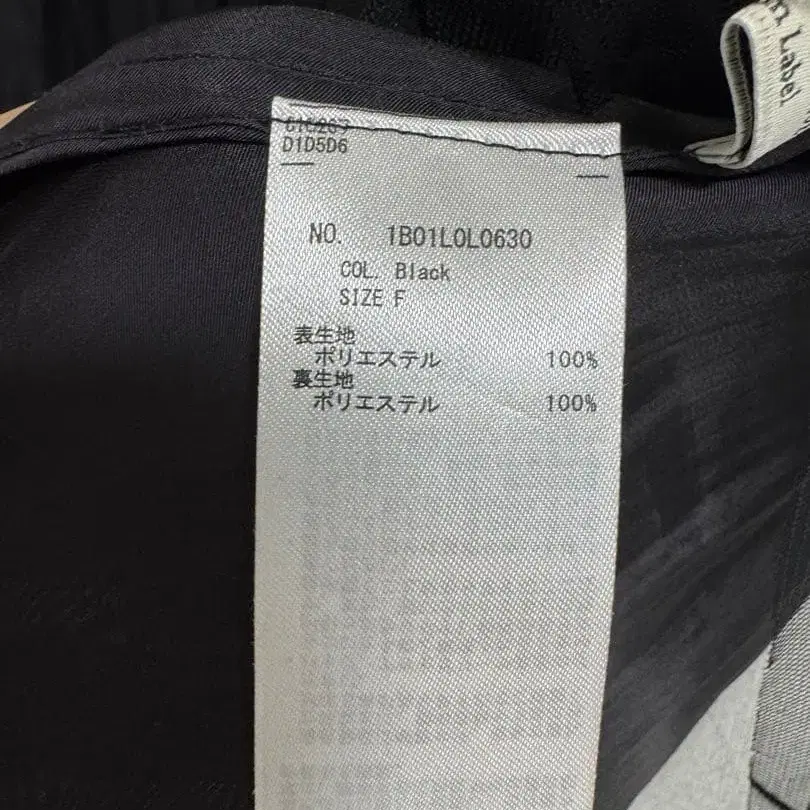 D1D5D6
NO. 1B01L0L0630
COL. Black
SIZE F
表生地
ポリエステル 100%
裏生地
ポリエステル 100%
Label